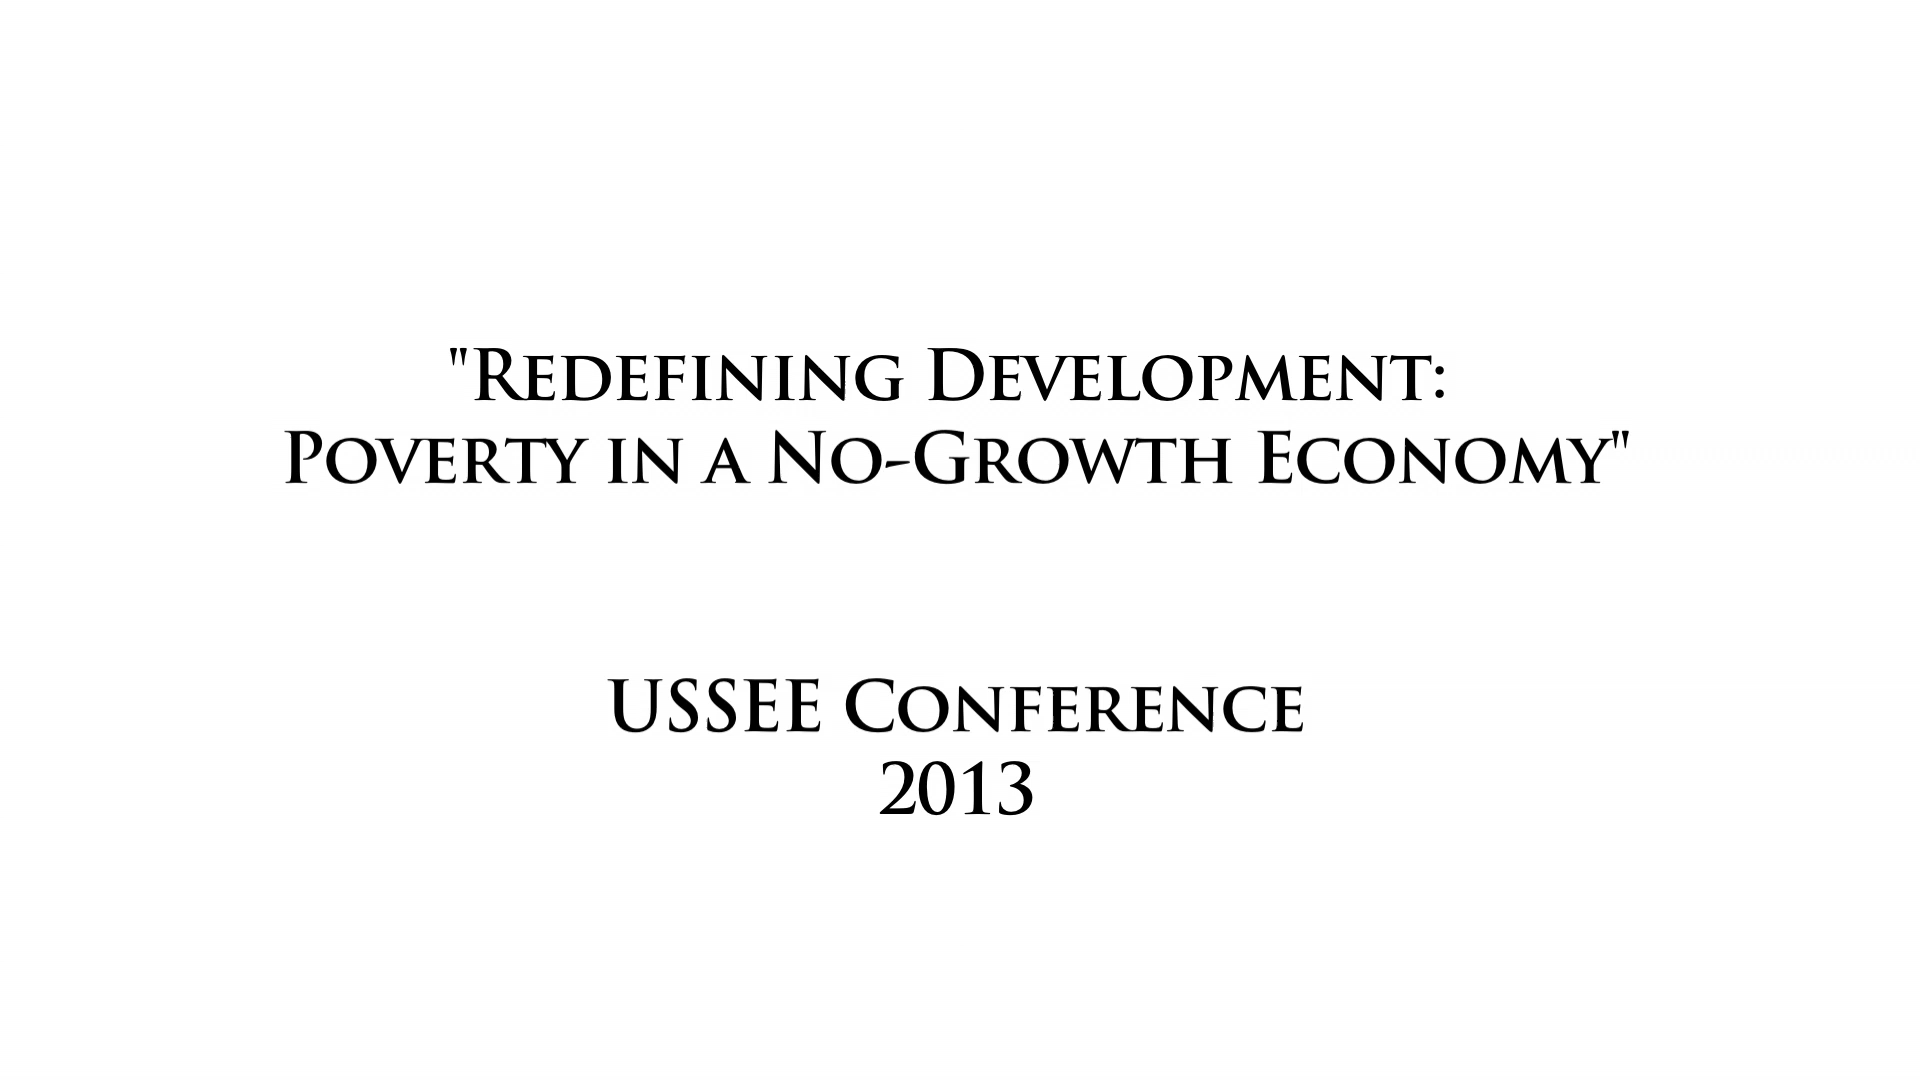 "Redefining Development:
Poverty in a No-Growth Economy"
USSEE Conference
2013